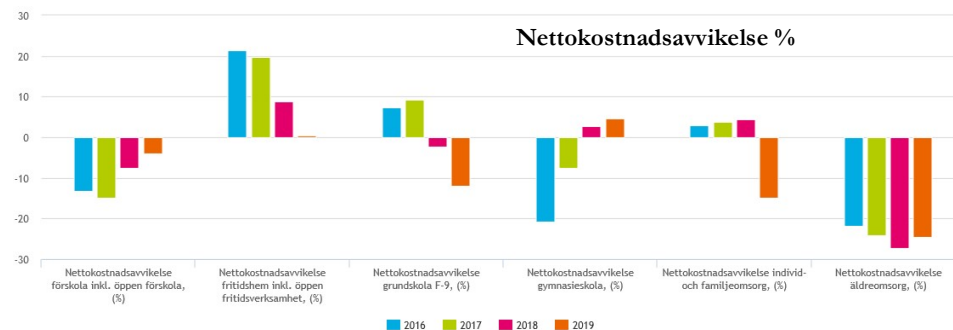 Nettokostnadsavvikelse %
30
20
10
0
-10
-20
-30
Nettokostnadsavvikelse
förskola inkl. öppen förskola,
(%)
Nettokostnadsavvikelse
fritidshem inkl. öppen
fritidsverksamhet, (%)
Nettokostnadsavvikelse
grundskola F-9, (%)
Nettokostnadsavvikelse
gymnasieskola, (%)
Nettokostnadsavvikelse individ-
och familjeomsorg, (%)
Nettokostnadsavvikelse
äldreomsorg, (%)
2016 2017 2018 2019